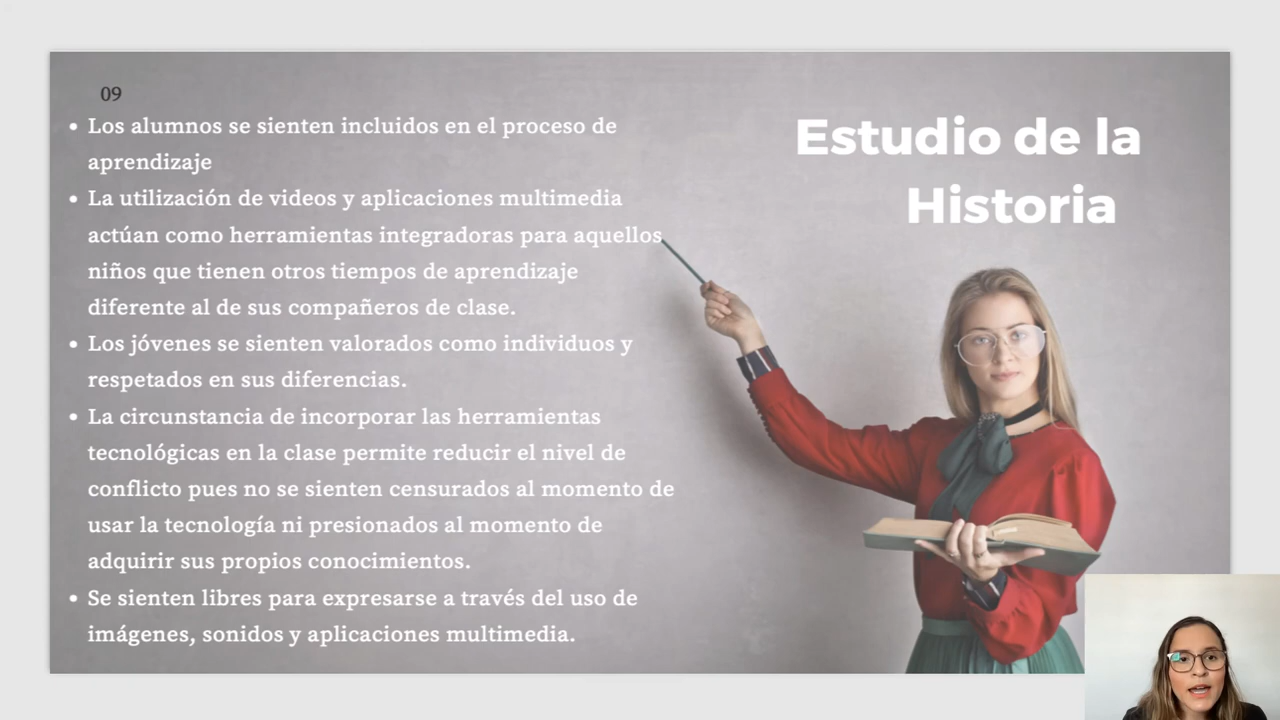 09
Estudio de la
Historia
• Los alumnos se sienten incluidos en el proceso de
aprendizaje
• La utilización de videos y aplicaciones multimedia
actúan como herramientas integradoras para aquellos
niños que tienen otros tiempos de aprendizaje
diferente al de sus compañeros de clase.
• Los jóvenes se sienten valorados como individuos y
respetados en sus diferencias.
• La circunstancia de incorporar las herramientas
tecnológicas en la clase permite reducir el nivel de
conflicto pues no se sienten censurados al momento de
usar la tecnología ni presionados al momento de
adquirir sus propios conocimientos.
• Se sienten libres para expresarse a través del uso de
imágenes, sonidos y aplicaciones multimedia.